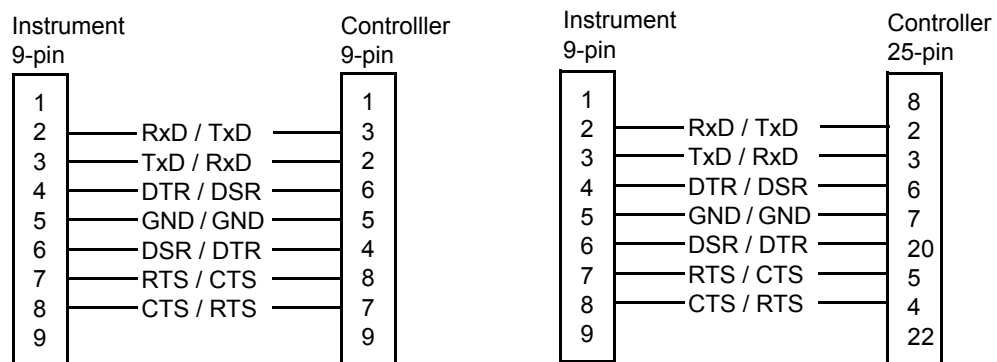 Instrument
9-pin
Controlller
9-pin
1 1
2 RxD / TxD 3
3 TxD / RxD 2
4 DTR / DSR 6
5 GND / GND 5
6 DSR / DTR 4
7 RTS / CTS 8
8 CTS / RTS 7
9 9
Instrument
9-pin
Controller
25-pin
1 8
2 RxD / TxD 2
3 TxD / RxD 3
4 DTR / DSR 6
5 GND / GND 7
6 DSR / DTR 20
7 RTS / CTS 5
8 CTS / RTS 4
9 22